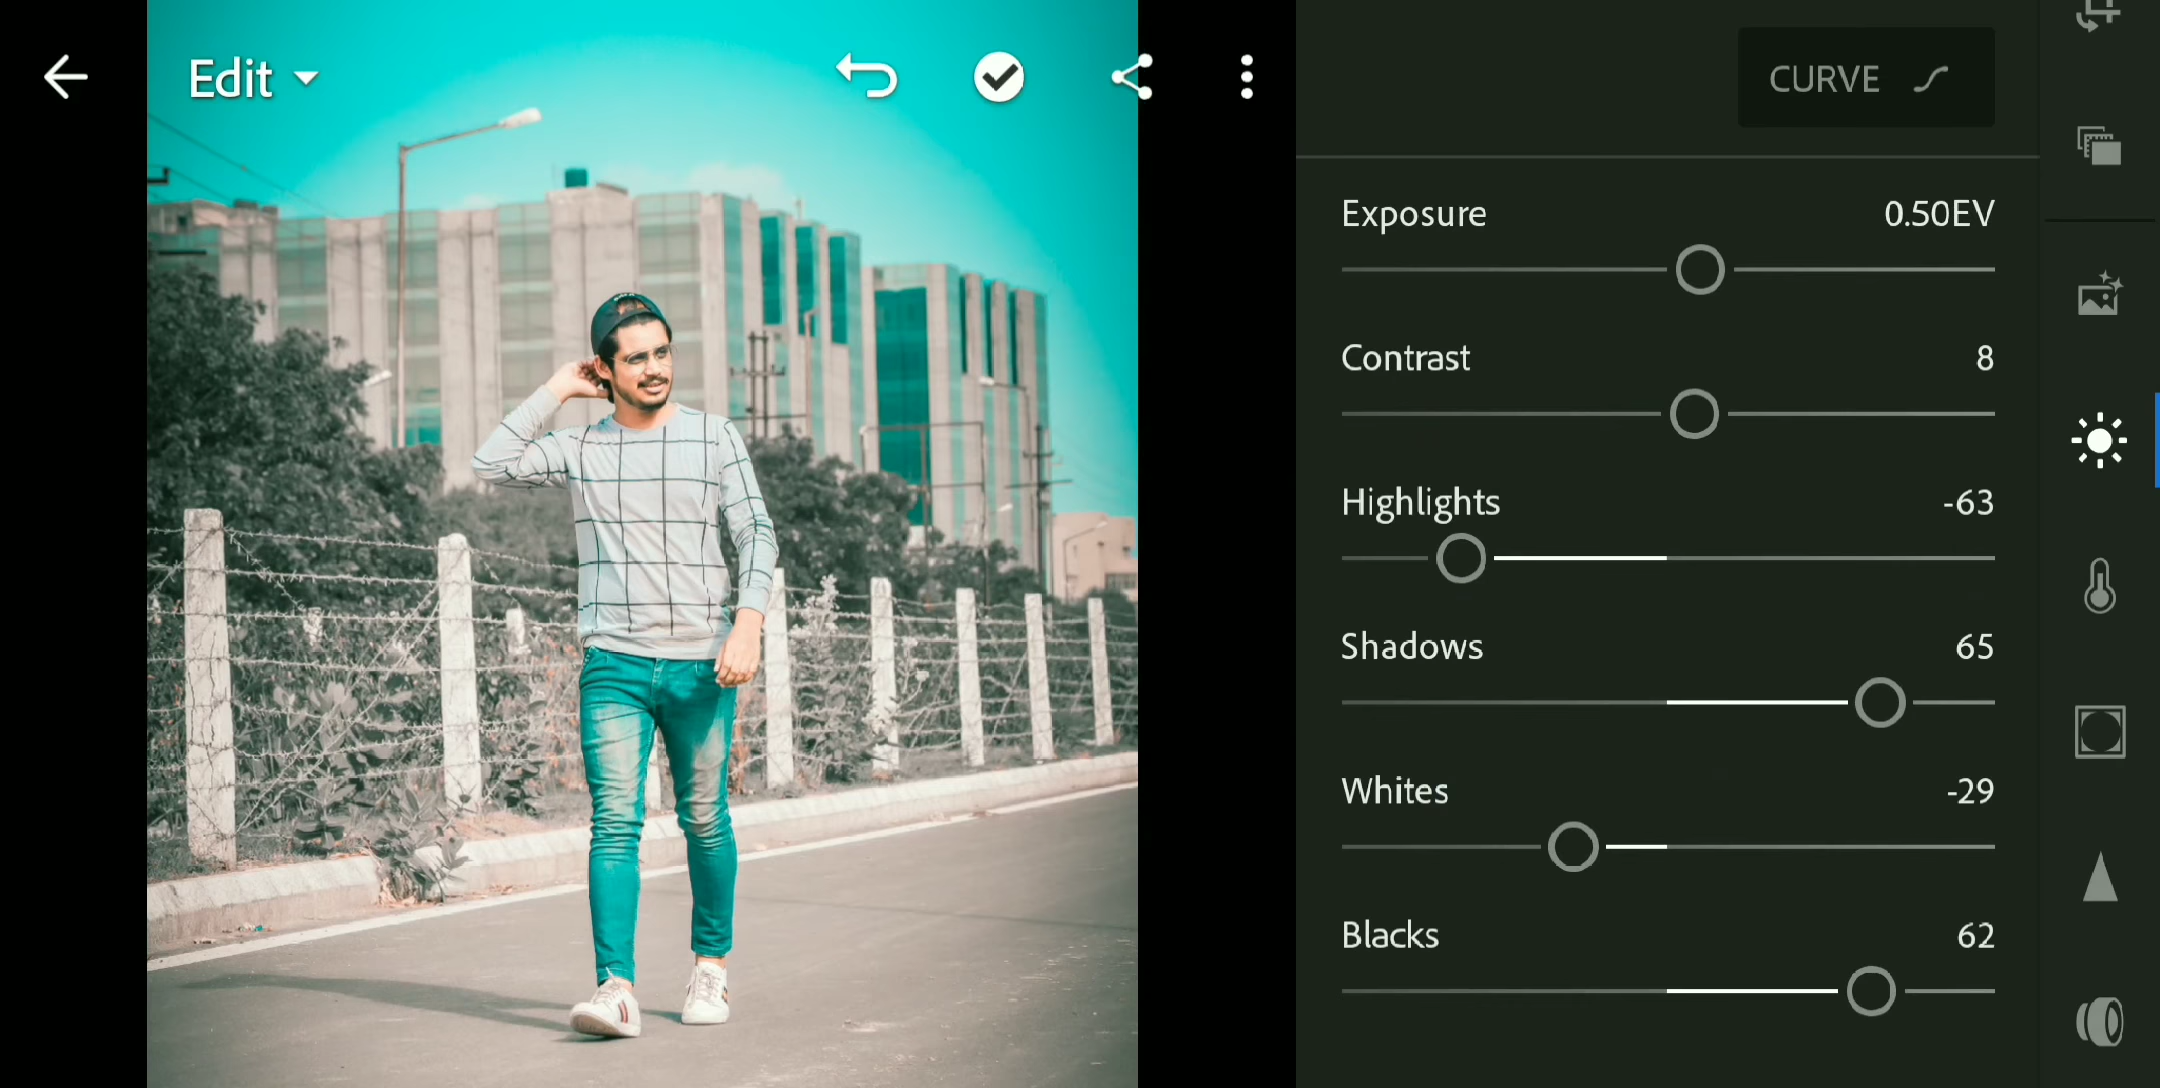 Edit
CURVE
Exposure 0.50EV
Contrast 8
Highlights -63
Shadows 65
Whites -29
Blacks 62